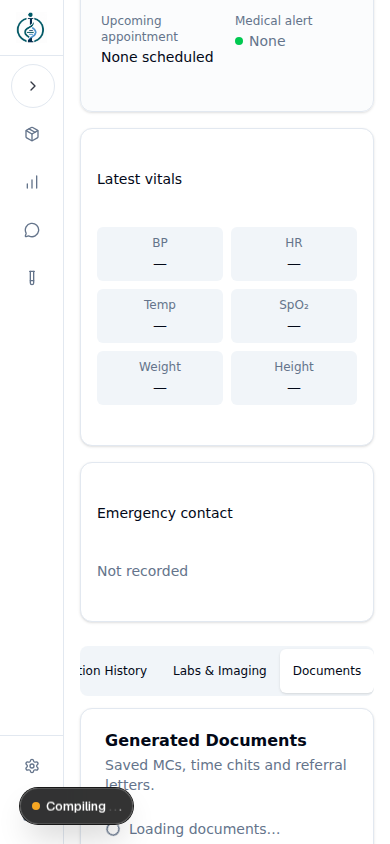 Upcoming
appointment
None scheduled
Medical alert
None
Latest vitals
BP
—
HR
—
Temp
—
SpO₂
—
Weight
—
Height
—
Emergency contact
Not recorded
tion History
Labs & Imaging
Documents
Generated Documents
Saved MCs, time chits and referral
letters.
Loading documents...
Compiling ...